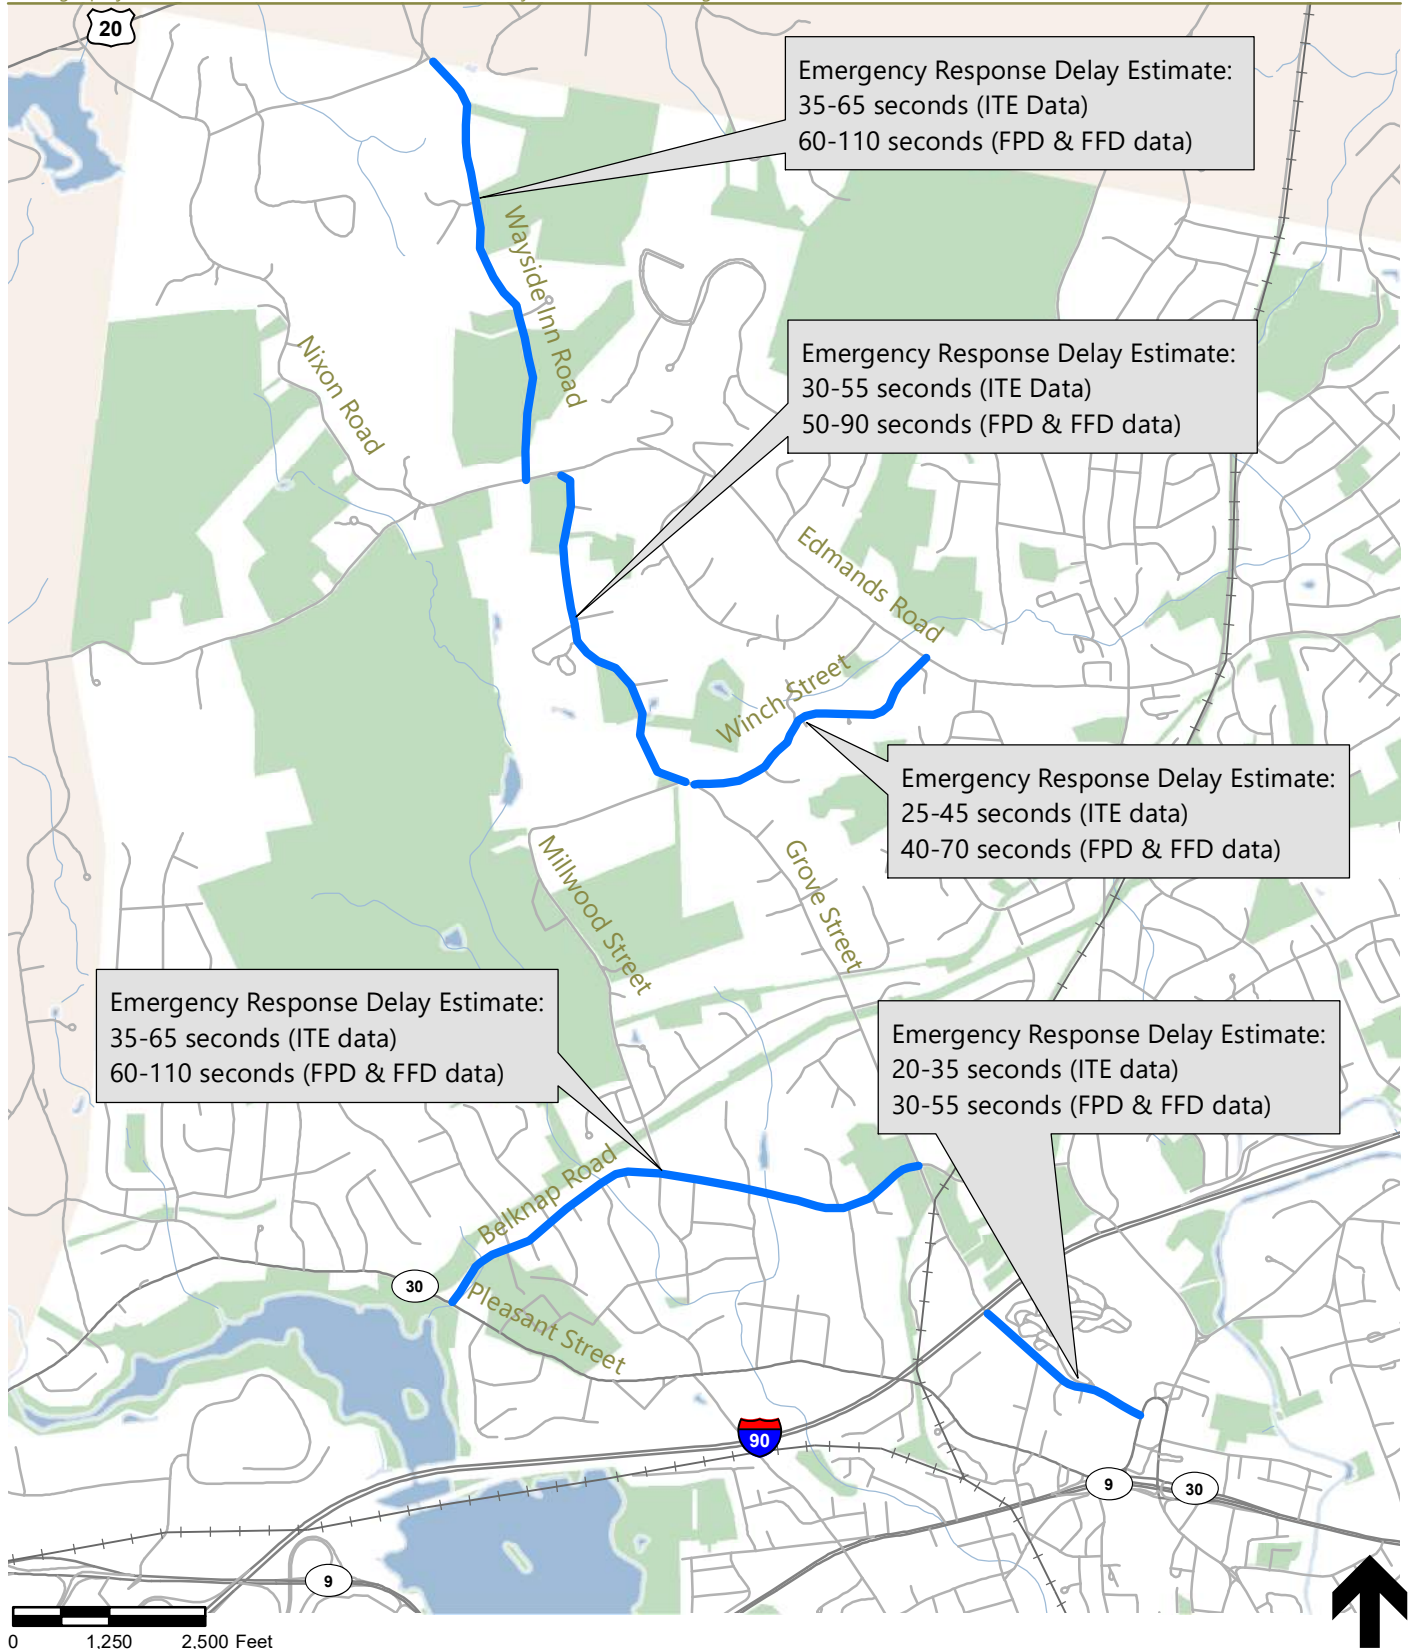 20
Emergency Response Delay Estimate:
35-65 seconds (ITE Data)
60-110 seconds (FPD & FFD data)
Wayside Inn Road
Nixon Road
Emergency Response Delay Estimate:
30-55 seconds (ITE Data)
50-90 seconds (FPD & FFD data)
Edmands Road
Winch Street
Emergency Response Delay Estimate:
25-45 seconds (ITE data)
40-70 seconds (FPD & FFD data)
Millwood Street
Grove Street
Emergency Response Delay Estimate:
35-65 seconds (ITE data)
60-110 seconds (FPD & FFD data)
Emergency Response Delay Estimate:
20-35 seconds (ITE data)
30-55 seconds (FPD & FFD data)
Belknap Road
30
Pleasant Street
90
9
30
9
0 1,250 2,500 Feet